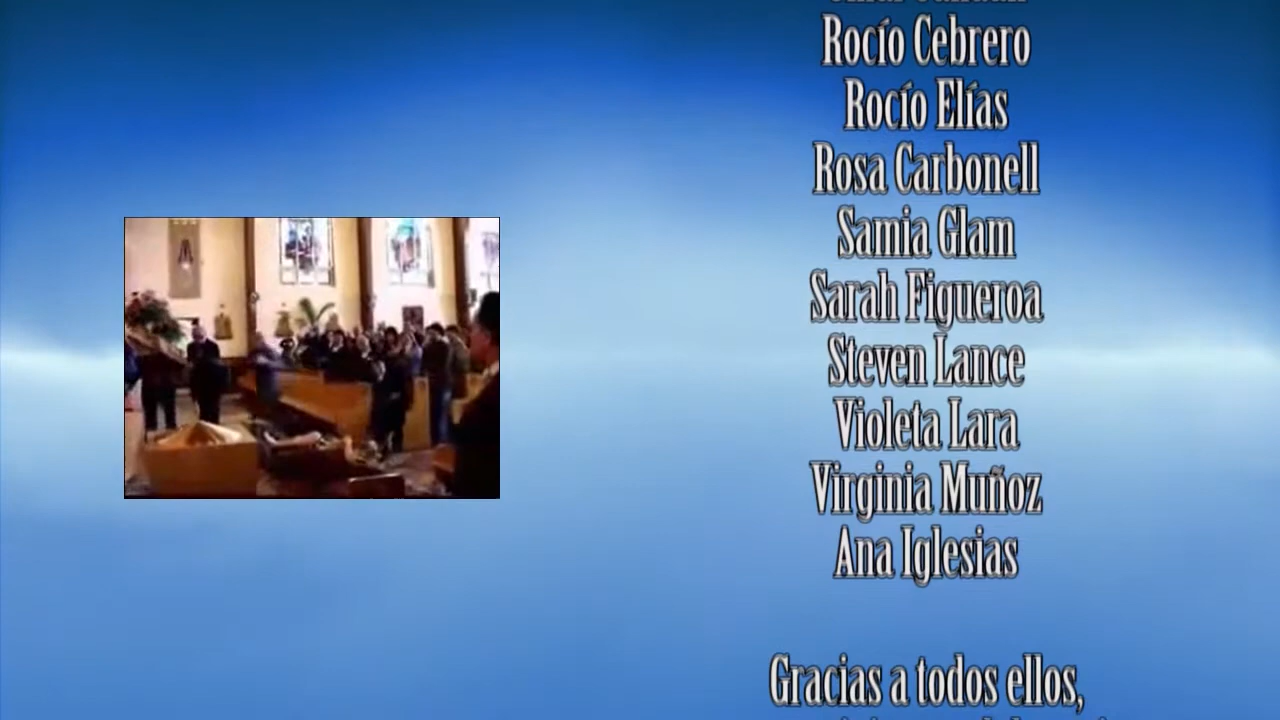 Rocío Cebrero
Rocío Elías
Rosa Carbonell
Samia Glam
Sarah Figueroa
Steven Lance
Violeta Lara
Virginia Muñoz
Ana Iglesias
Gracias a todos ellos,